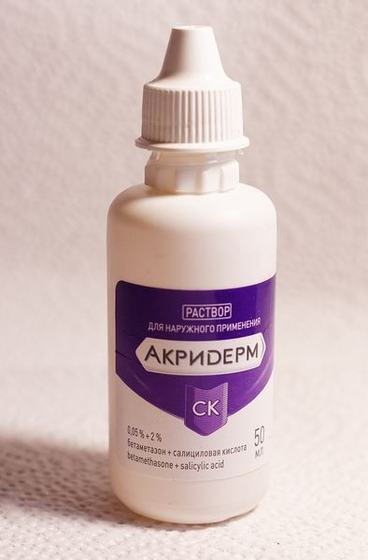 РАСТВОР
ДЛЯ НАРУЖНОГО ПРИМЕНЕНИЯ
АКРИДЕРМ
СК
0,05 % + 2 %
бетаметазон + салициловая кислота
betamethasone + salicylic acid
50
МЛ